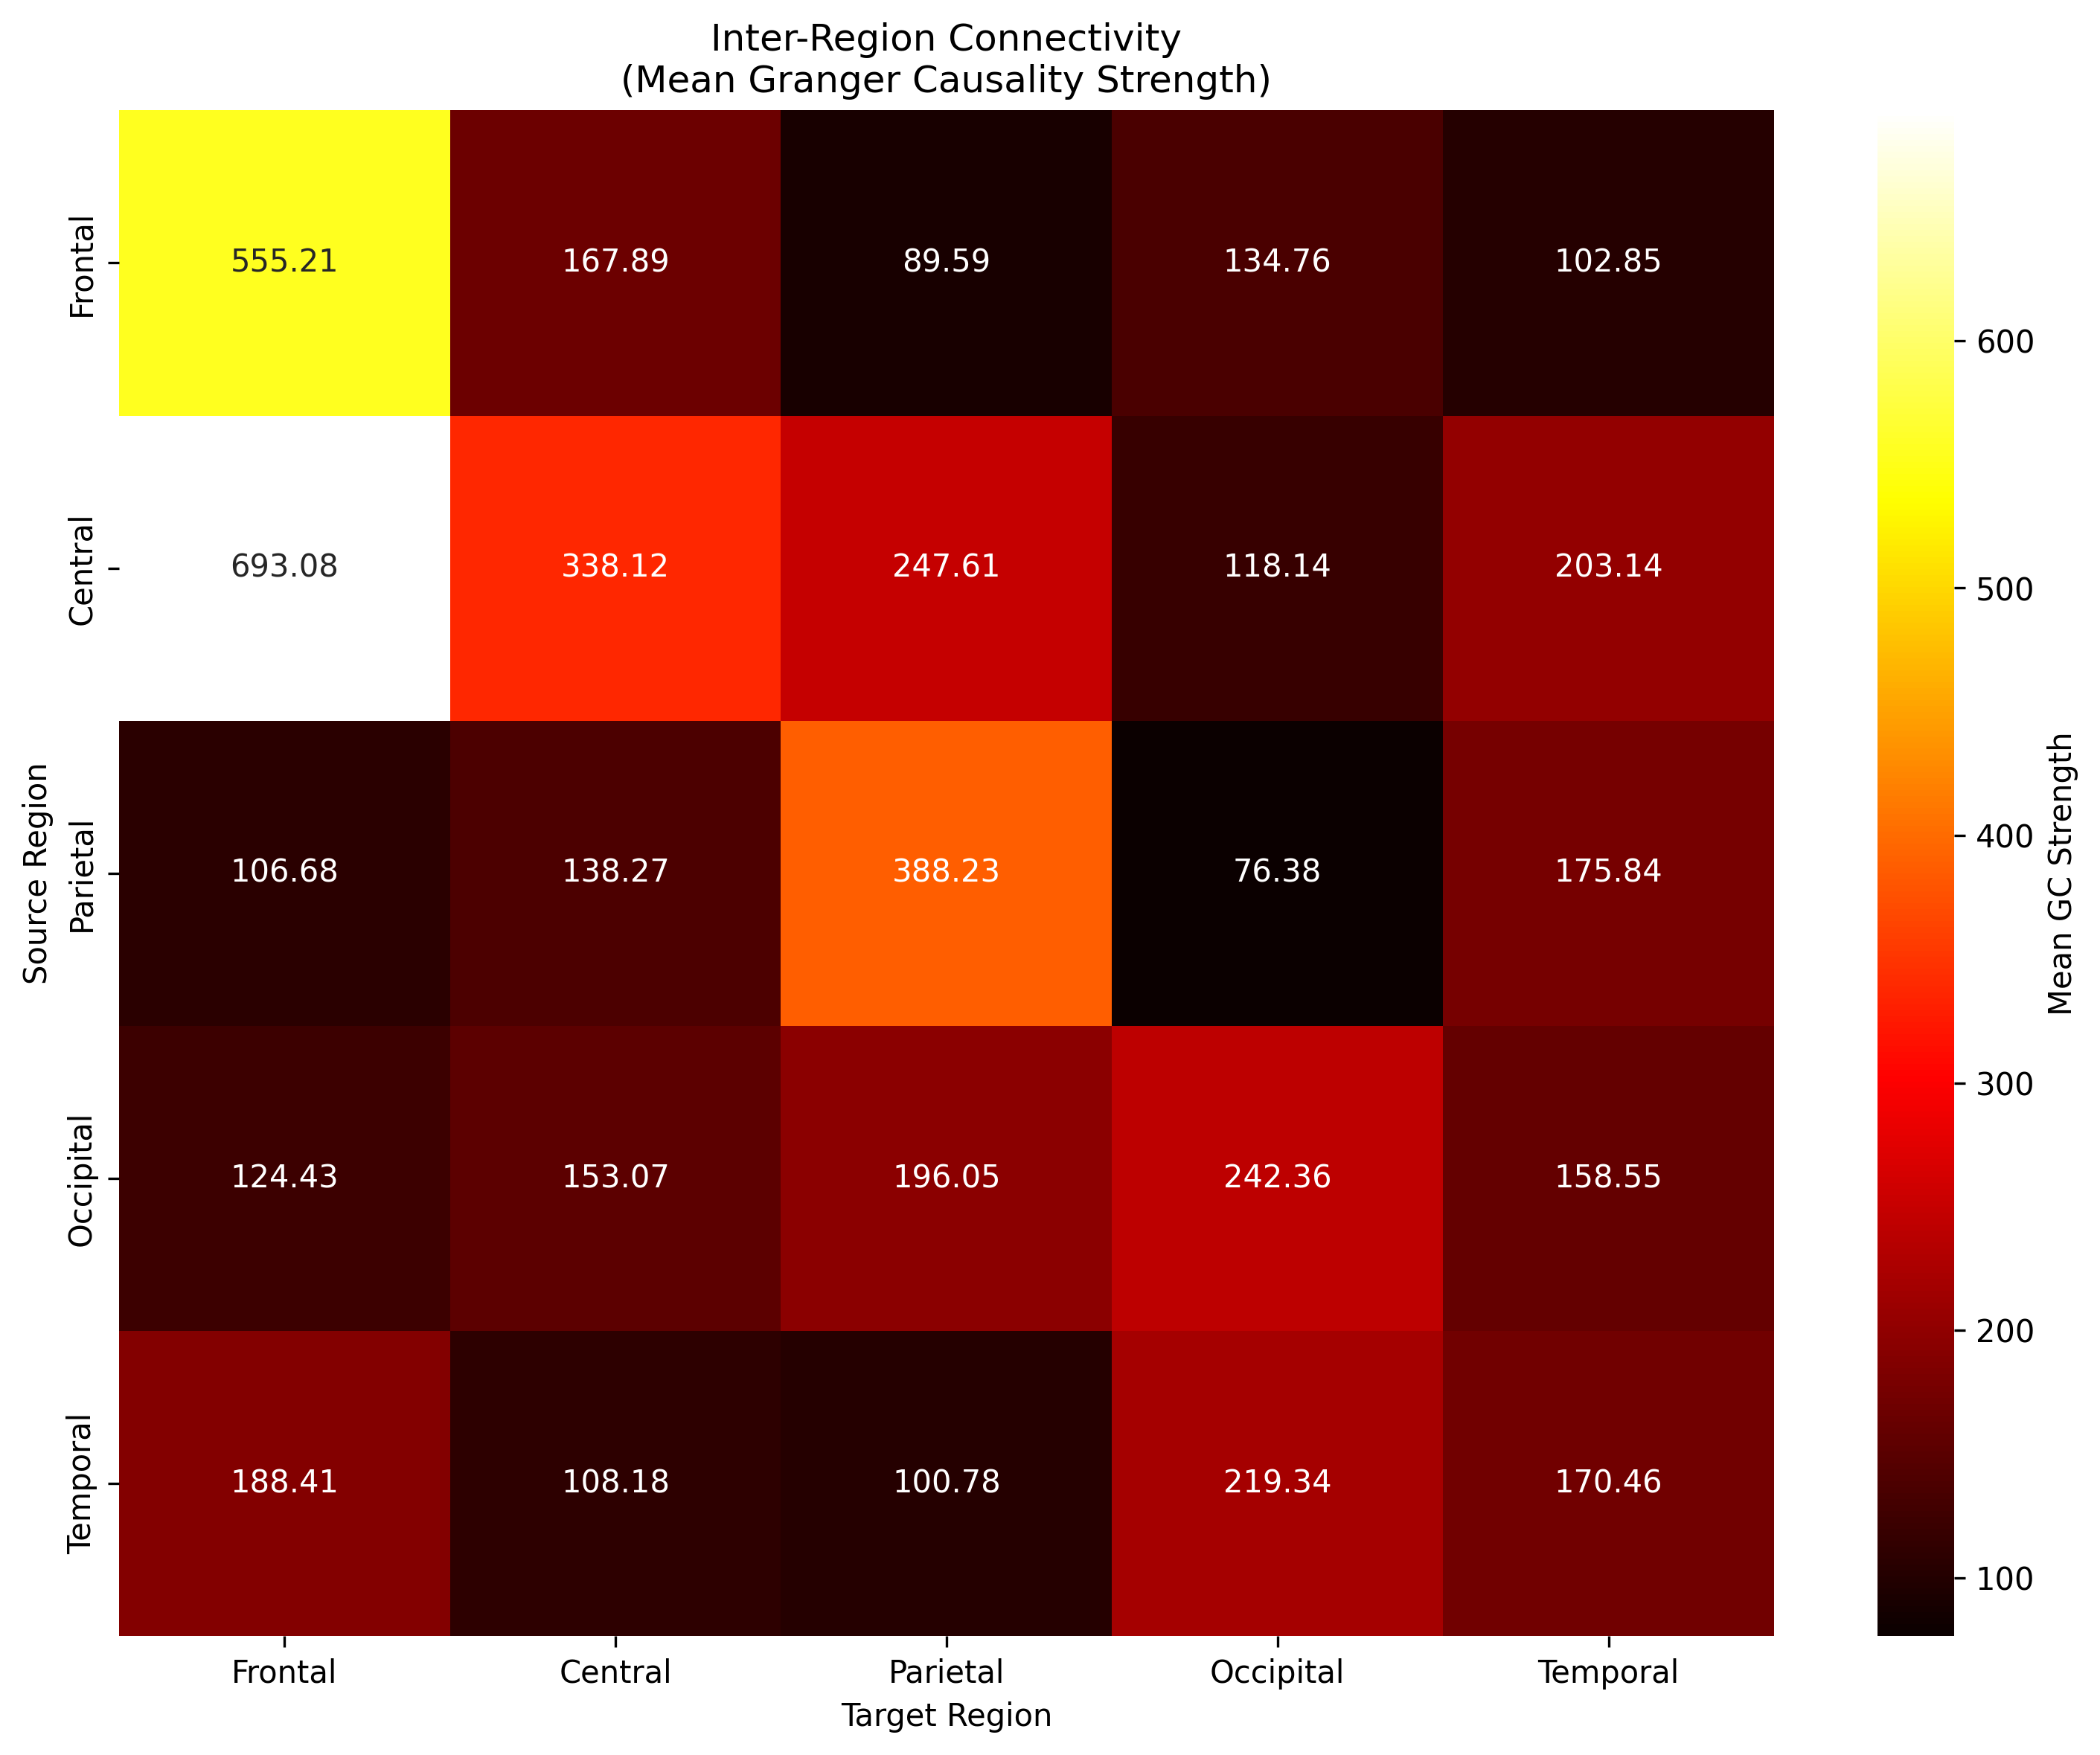 Inter-Region Connectivity
(Mean Granger Causality Strength)
Source Region
Frontal
555.21 167.89 89.59 134.76 102.85
Central
693.08 338.12 247.61 118.14 203.14
Parietal
106.68 138.27 388.23 76.38 175.84
Occipital
124.43 153.07 196.05 242.36 158.55
Temporal
188.41 108.18 100.78 219.34 170.46
Frontal Central Parietal Occipital Temporal
Target Region
600
500
400
300
200
100
Mean GC Strength